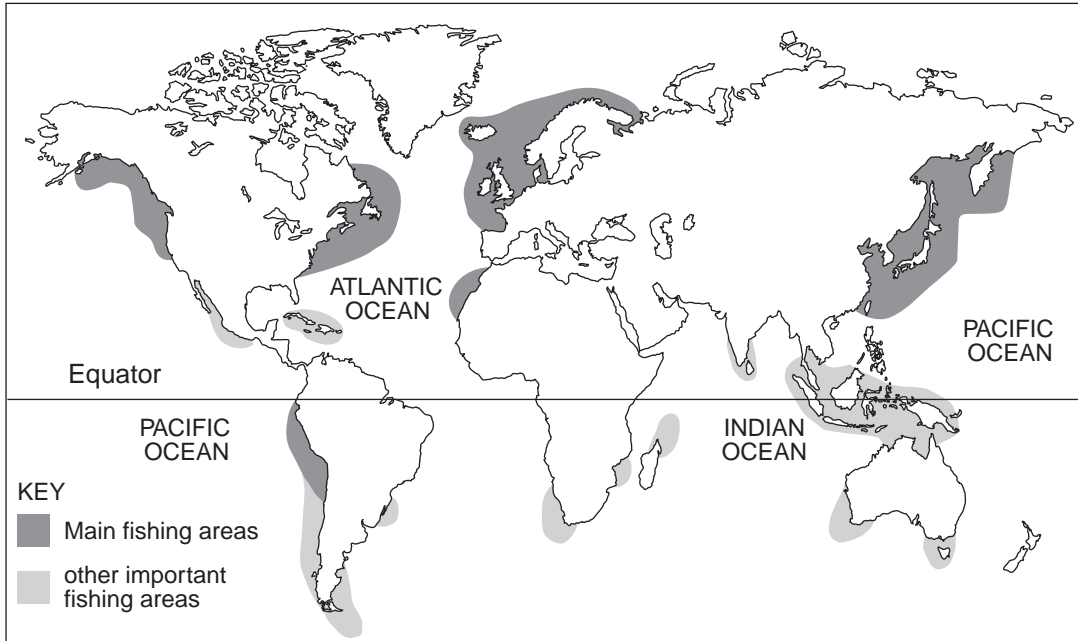 ATLANTIC
OCEAN
PACIFIC
OCEAN
Equator
PACIFIC
OCEAN
INDIAN
OCEAN
KEY
Main fishing areas
other important
fishing areas